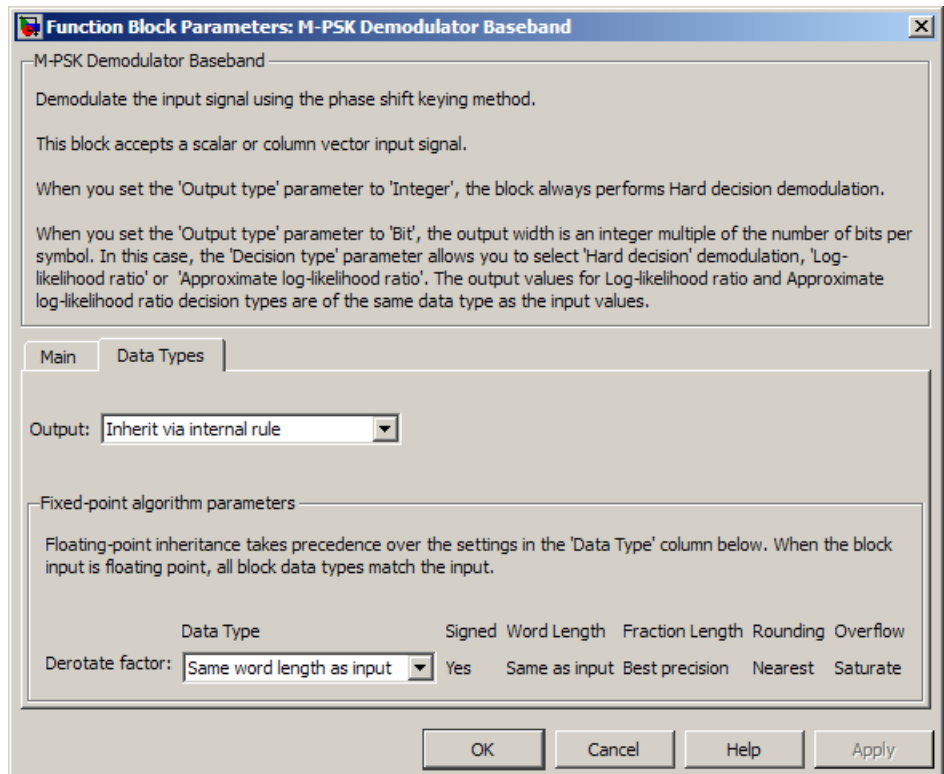 Function Block Parameters: M-PSK Demodulator Baseband
M-PSK Demodulator Baseband
Demodulate the input signal using the phase shift keying method.
This block accepts a scalar or column vector input signal.
When you set the 'Output type' parameter to 'Integer', the block always performs Hard decision demodulation.
When you set the 'Output type' parameter to 'Bit', the output width is an integer multiple of the number of bits per
symbol. In this case, the 'Decision type' parameter allows you to select 'Hard decision' demodulation, 'Log-
likelihood ratio' or 'Approximate log-likelihood ratio'. The output values for Log-likelihood ratio and Approximate
log-likelihood ratio decision types are of the same data type as the input values.
Main Data Types
Output: Inherit via internal rule
Fixed-point algorithm parameters
Floating-point inheritance takes precedence over the settings in the 'Data Type' column below. When the block
input is floating point, all block data types match the input.
Data Type Signed Word Length Fraction Length Rounding Overflow
Derotate factor: Same word length as input Yes Same as input Best precision Nearest Saturate
OK Cancel Help Apply